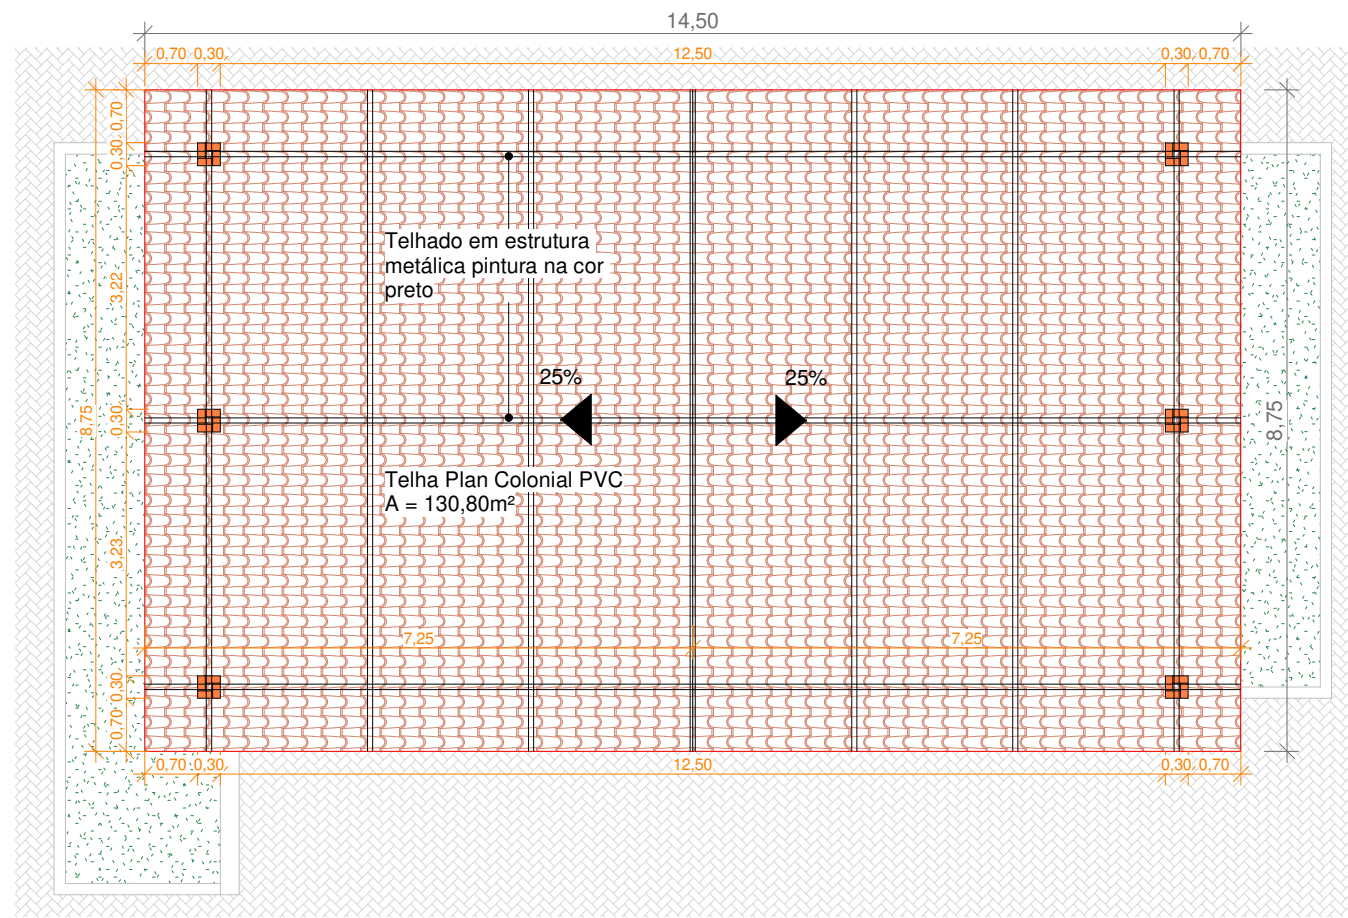 14,50
0,70 0,30 12,50 0,30 0,70
0,70
0,30
3,22
Telhado em estrutura
metálica pintura na cor
preto
25% 25%
8,75 0,30 8,75
Telha Plan Colonial PVC
A = 130,80m²
3,23
7,25 7,25
0,30
0,70
0,70 0,30 12,50 0,30 0,70